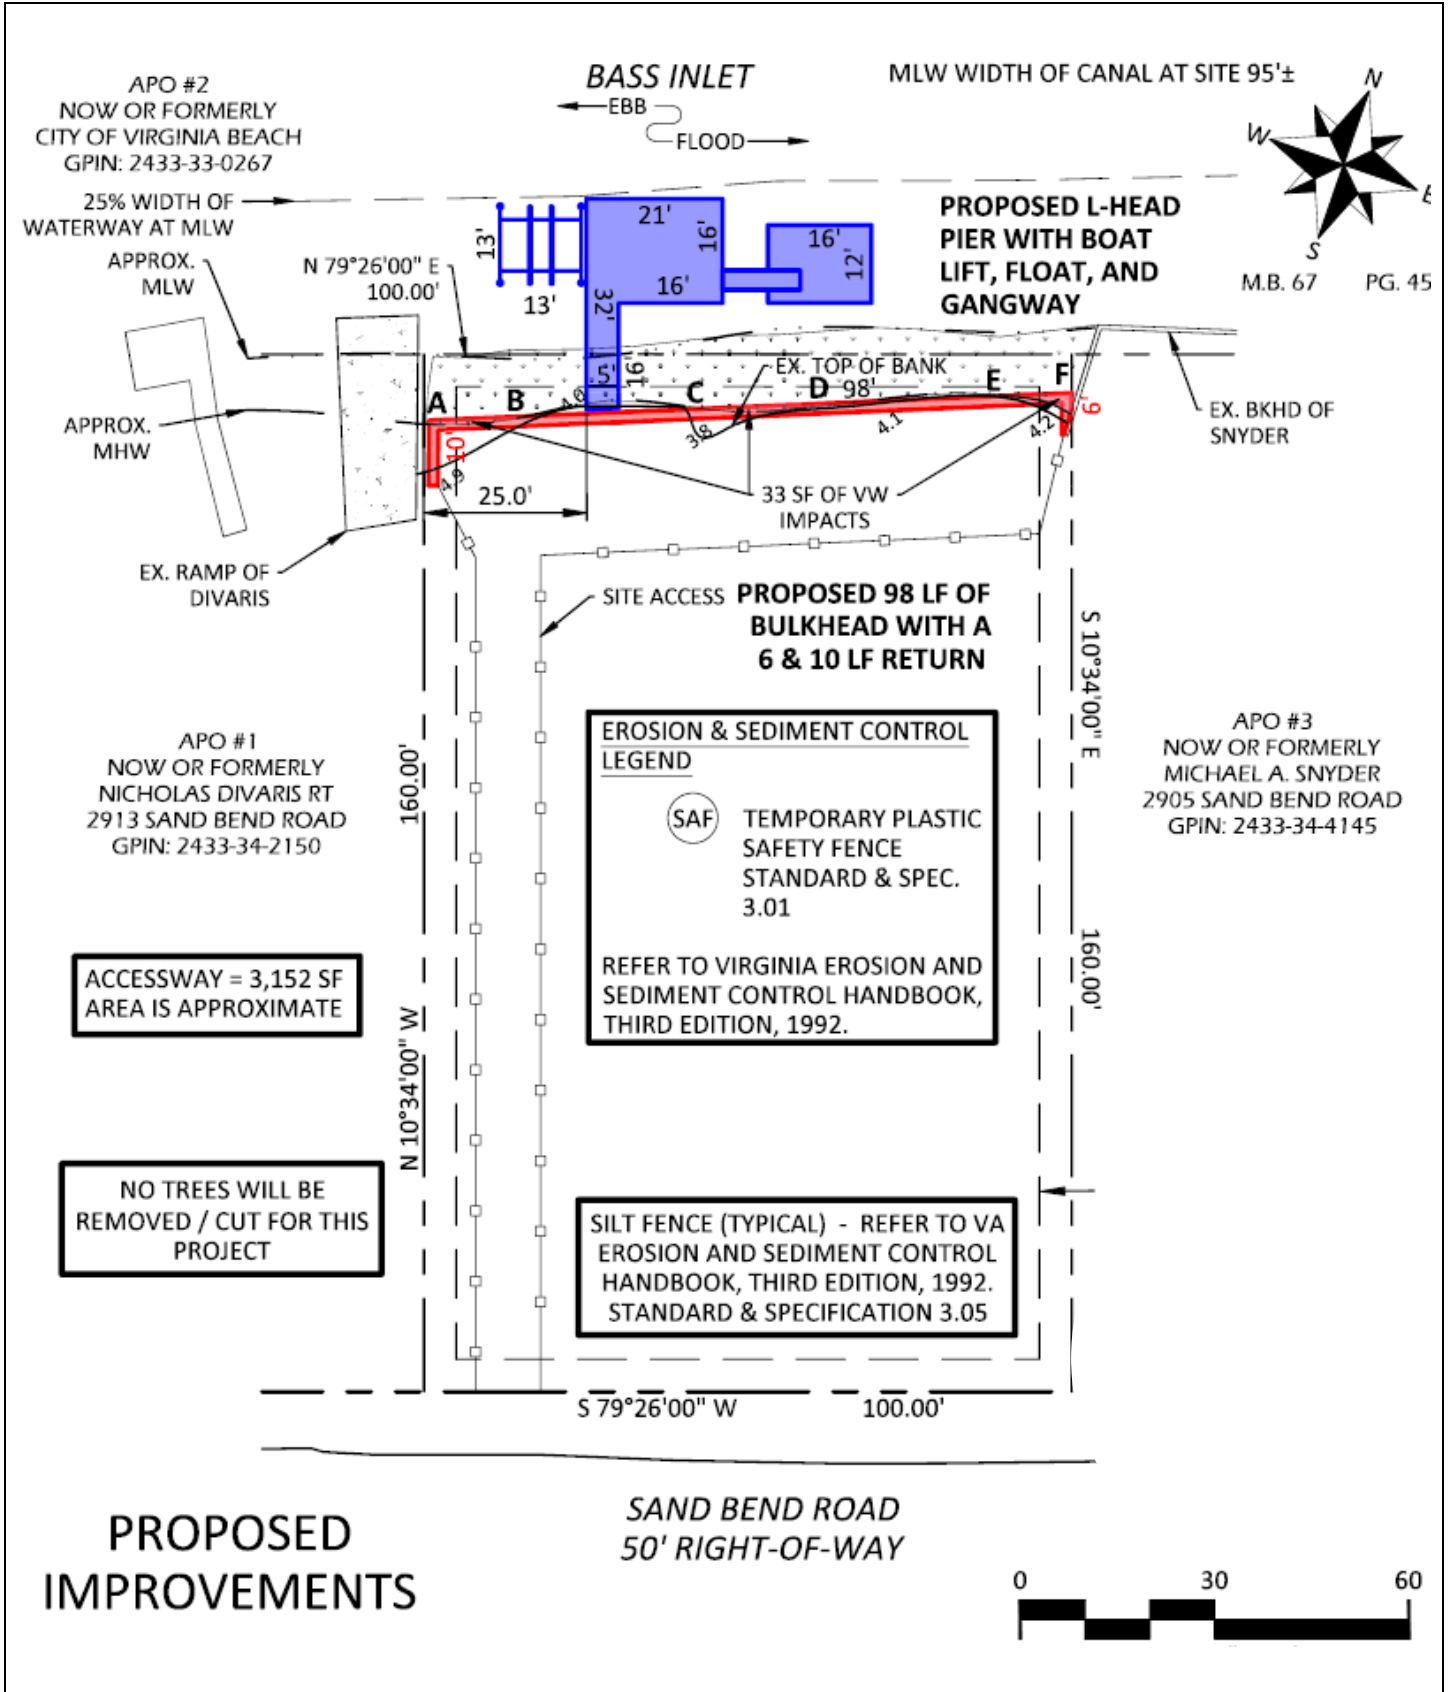 BASS INLET
EBB
FLOOD
MLW WIDTH OF CANAL AT SITE 95'±
N
W
S
M.B. 67 PG. 45
APO #2
NOW OR FORMERLY
CITY OF VIRGINIA BEACH
GPIN: 2433-33-0267
25% WIDTH OF
WATERWAY AT MLW
APPROX.
MLW
N 79°26'00" E
100.00'
APPROX.
MHW
EX. RAMP OF
DIVARIS
13'
13'
21'
16'
16'
32'
16'
12'
5'
16'
PROPOSED L-HEAD
PIER WITH BOAT
LIFT, FLOAT, AND
GANGWAY
EX. TOP OF BANK
98'
A
B
C
D
E
F
4.0
3.8
4.1
4.2
4.9
10'
6'
25.0'
EX. BKHD OF
SNYDER
33 SF OF VW
IMPACTS
SITE ACCESS
PROPOSED 98 LF OF
BULKHEAD WITH A
6 & 10 LF RETURN
S 10°34'00" E
160.00'
APO #1
NOW OR FORMERLY
NICHOLAS DIVARIS RT
2913 SAND BEND ROAD
GPIN: 2433-34-2150
160.00'
N 10°34'00" W
EROSION & SEDIMENT CONTROL
LEGEND
SAF
TEMPORARY PLASTIC
SAFETY FENCE
STANDARD & SPEC.
3.01
REFER TO VIRGINIA EROSION AND
SEDIMENT CONTROL HANDBOOK,
THIRD EDITION, 1992.
APO #3
NOW OR FORMERLY
MICHAEL A. SNYDER
2905 SAND BEND ROAD
GPIN: 2433-34-4145
ACCESSWAY = 3,152 SF
AREA IS APPROXIMATE
NO TREES WILL BE
REMOVED / CUT FOR THIS
PROJECT
SILT FENCE (TYPICAL) - REFER TO VA
EROSION AND SEDIMENT CONTROL
HANDBOOK, THIRD EDITION, 1992.
STANDARD & SPECIFICATION 3.05
S 79°26'00" W 100.00'
SAND BEND ROAD
50' RIGHT-OF-WAY
PROPOSED
IMPROVEMENTS
0 30 60